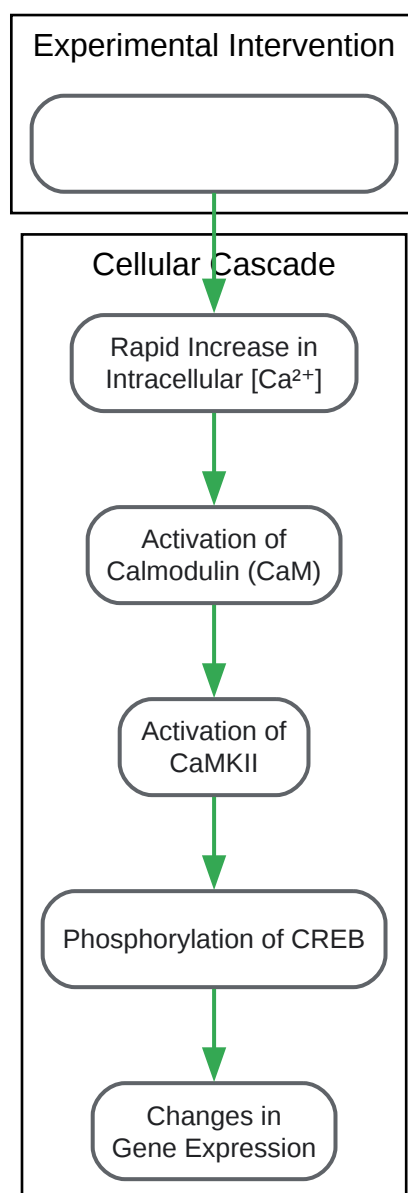 Experimental Intervention
Cellular Cascade
Rapid Increase in
Intracellular [Ca²⁺]
Activation of
Calmodulin (CaM)
Activation of
CaMKII
Phosphorylation of CREB
Changes in
Gene Expression